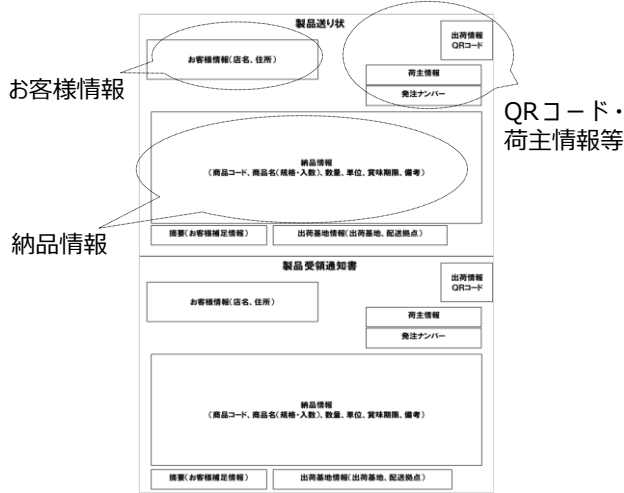 製品送り状
出荷情報
QRコード
お客様情報(店名、住所)
荷主情報
発注ナンバー
お客様情報
QRコード・
荷主情報等
納品情報
(商品コード、商品名(規格・入数)、数量、単位、賞味期限、備考)
納品情報
摘要(お客様補足情報)
出荷基地情報(出荷基地、配送拠点)
製品受領通知書
出荷情報
QRコード
お客様情報(店名、住所)
荷主情報
発注ナンバー
納品情報
(商品コード、商品名(規格・入数)、数量、単位、賞味期限、備考)
摘要(お客様補足情報)
出荷基地情報(出荷基地、配送拠点)